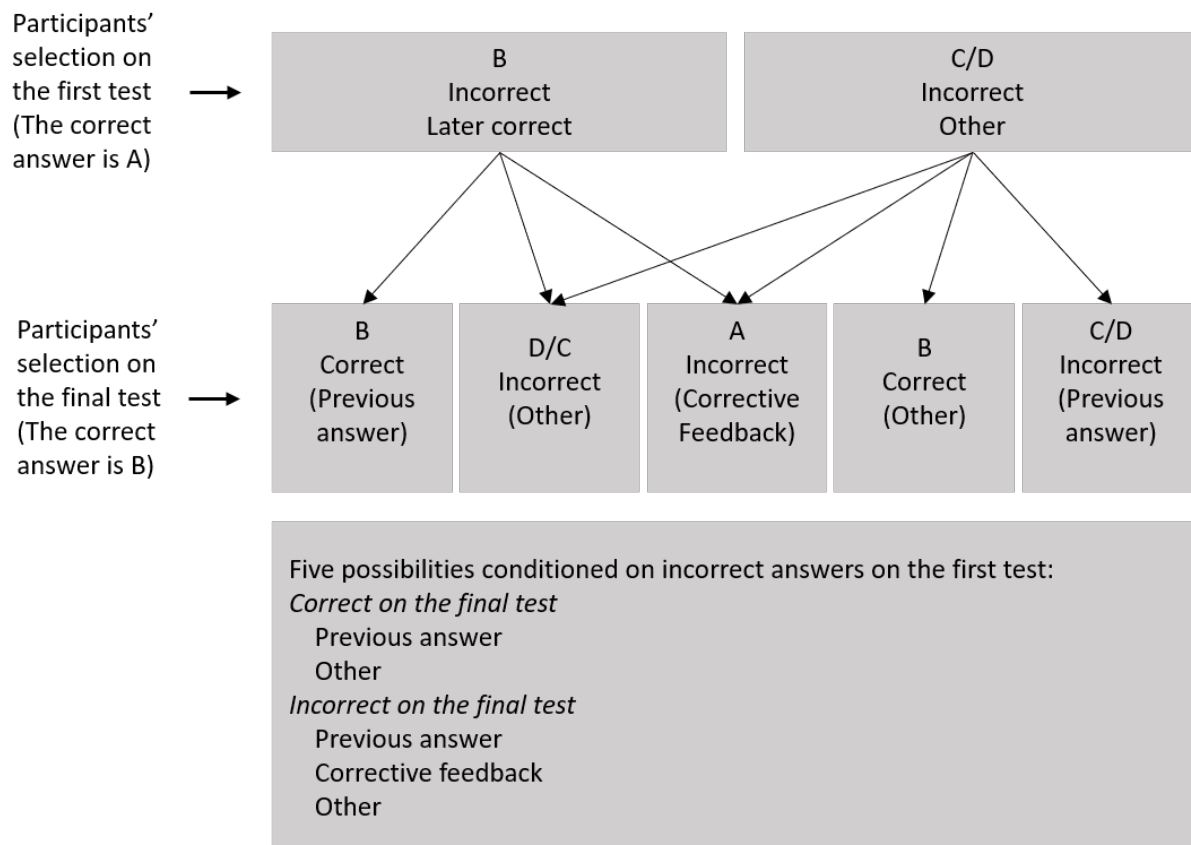 Participants’
selection on
the first test
(The correct
answer is A)
B
Incorrect
Later correct
C/D
Incorrect
Other
Participants’
selection on
the final test
(The correct
answer is B)
B
Correct
(Previous
answer)
D/C
Incorrect
(Other)
A
Incorrect
(Corrective
Feedback)
B
Correct
(Other)
C/D
Incorrect
(Previous
answer)
Five possibilities conditioned on incorrect answers on the first test:
Correct on the final test
Previous answer
Other
Incorrect on the final test
Previous answer
Corrective feedback
Other